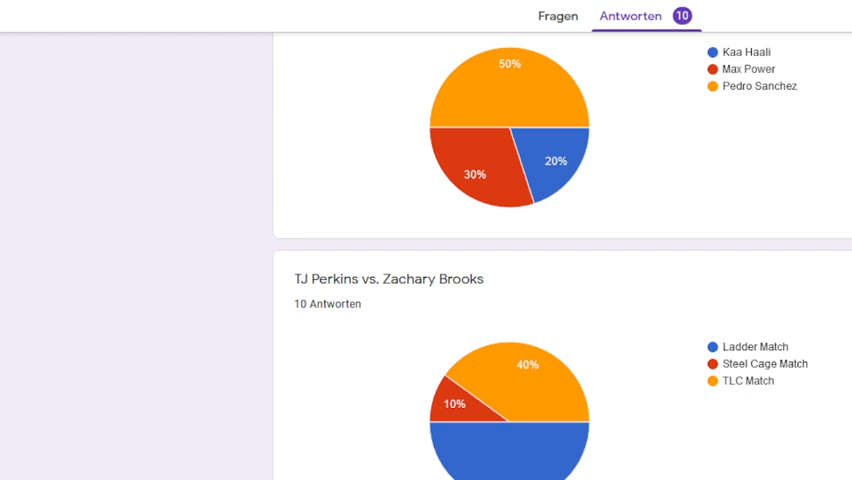 Fragen Antworten 10
50%
20%
30%
Kaa Haali
Max Power
Pedro Sanchez
TJ Perkins vs. Zachary Brooks
10 Antworten
40%
10%
Ladder Match
Steel Cage Match
TLC Match